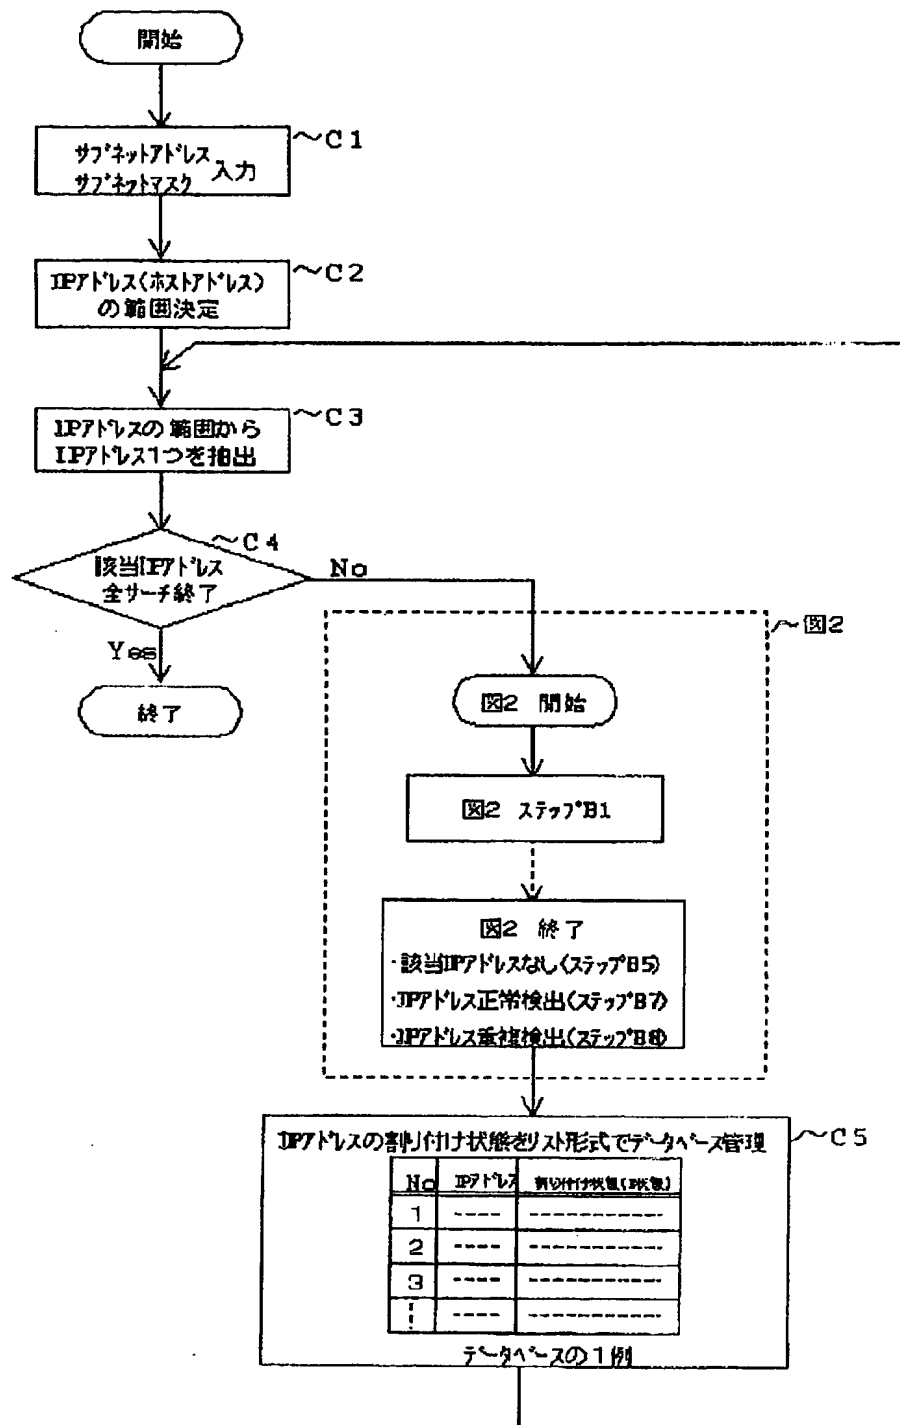 開始
～C1
サブネットアドレス
サブネットマスク
入力
～C2
IPアドレス(ホストアドレス)
の範囲決定
～C3
IPアドレスの範囲から
IPアドレス1つを抽出
～C4
該当IPアドレス
全サーチ終了
No
Yes
終了
～図2
図2 開始
図2 ステップB1
図2 終了
・該当IPアドレスなし(ステップB5)
・IPアドレス正常検出(ステップB7)
・IPアドレス重複検出(ステップB8)
～C5
IPアドレスの割り付け状態をリスト形式でデータベース管理
No IPアドレス 割り付け状態
1 ---- -----------
2 ---- -----------
3 ---- -----------
---- -----------
データベースの1例